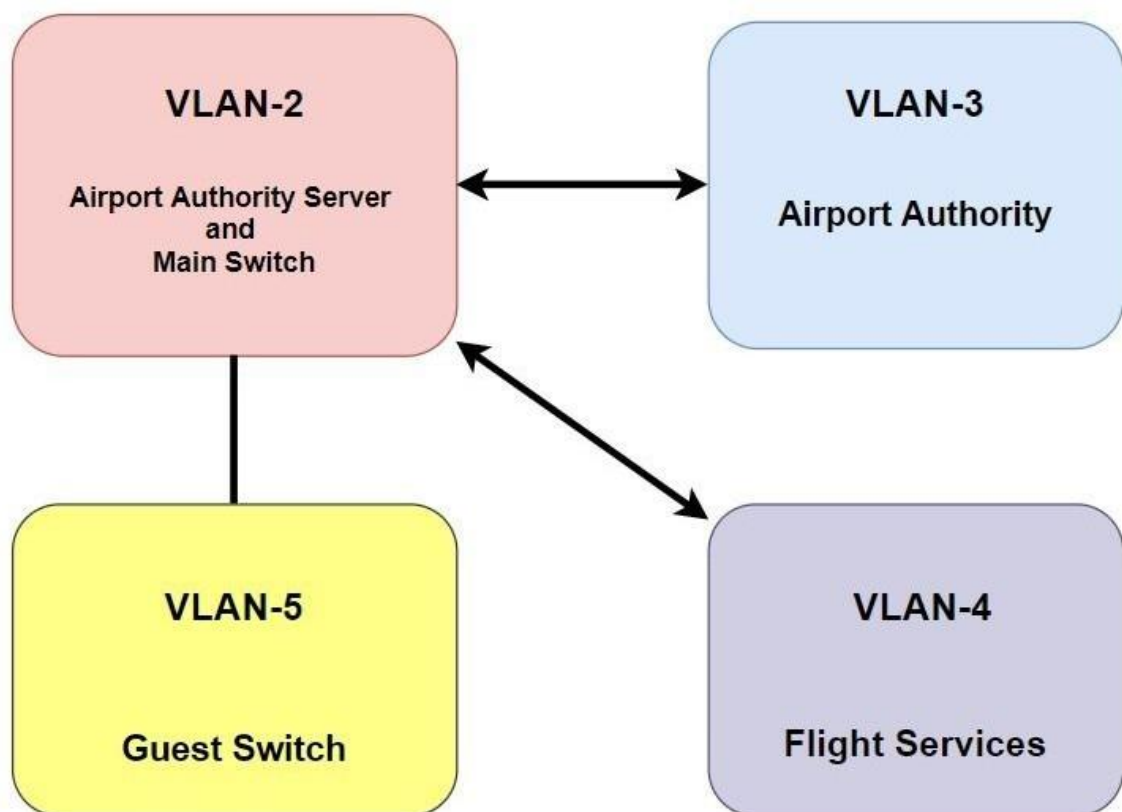 VLAN-2
Airport Authority Server
and
Main Switch
VLAN-3
Airport Authority
VLAN-5
Guest Switch
VLAN-4
Flight Services